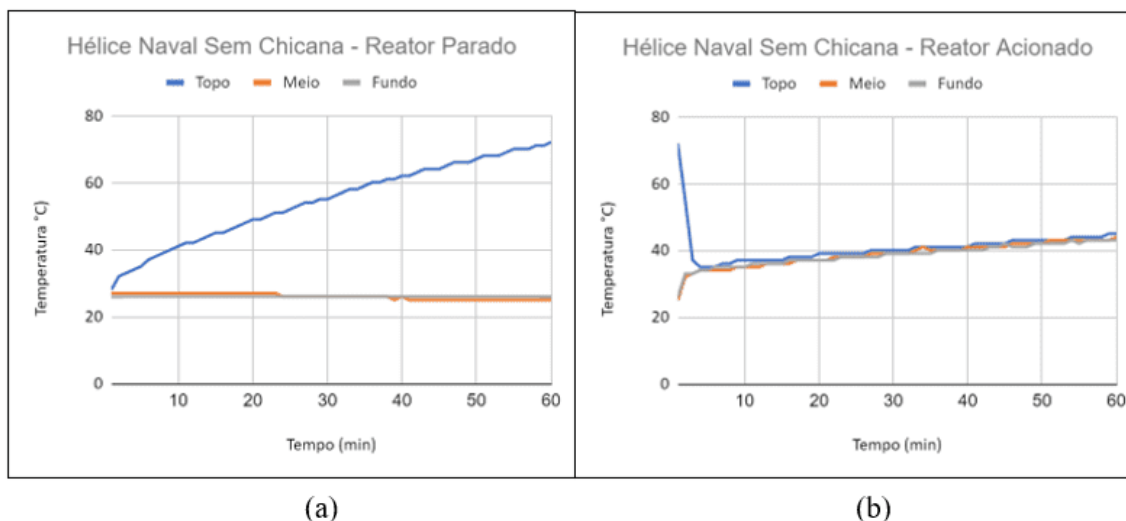 Hélice Naval Sem Chicana - Reator Parado
Topo Meio Fundo
80
60
40
20
0
Temperatura °C)
10 20 30 40 50 60
Tempo (min)
(a)
Hélice Naval Sem Chicana - Reator Acionado
Topo Meio Fundo
80
60
40
20
0
Temperatura °C)
10 20 30 40 50 60
Tempo (min)
(b)